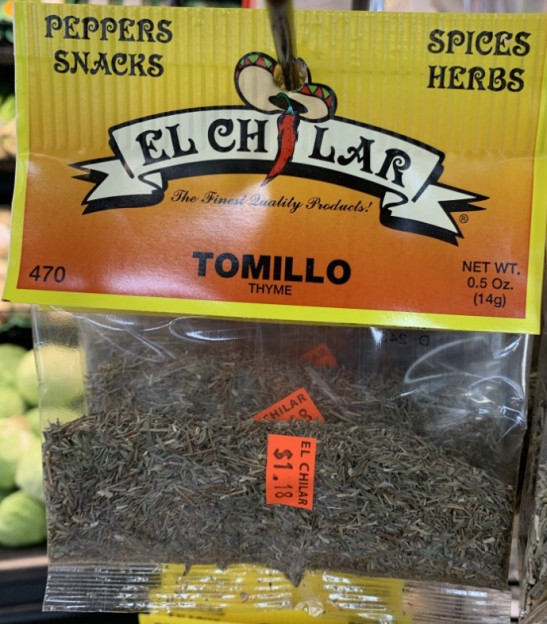 PEPPERS
SNACKS
SPICES
HERBS
EL CHILAR
The Finest Quality Products!
®
470
TOMILLO
THYME
NET WT.
0.5 Oz.
(14g)
CHILAR
EL CHILAR
$1.18